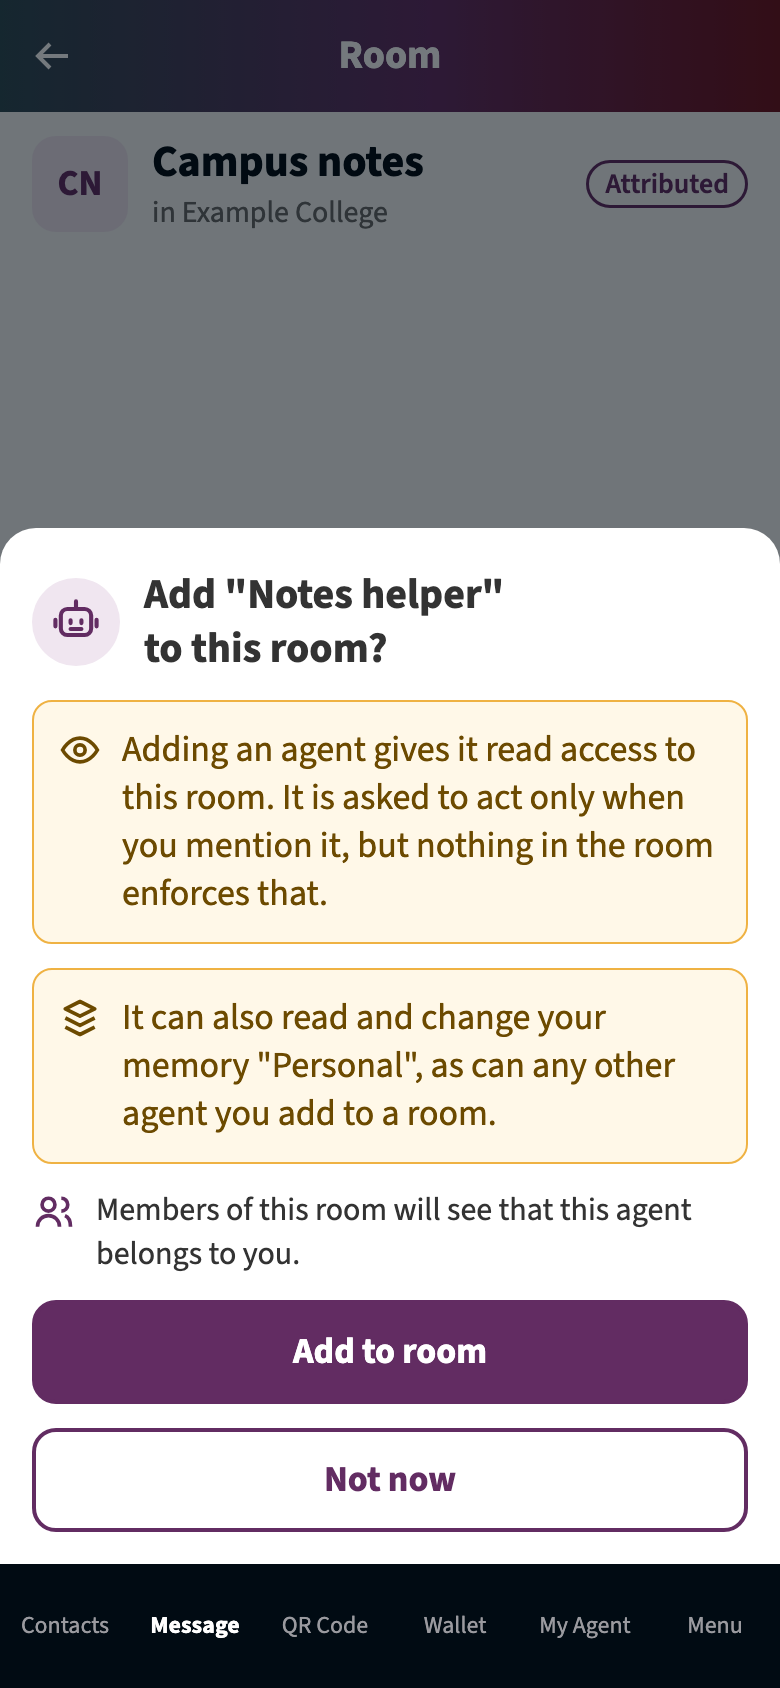 Room
CN
Campus notes
in Example College
Attributed
Add "Notes helper"
to this room?
Adding an agent gives it read access to
this room. It is asked to act only when
you mention it, but nothing in the room
enforces that.
It can also read and change your
memory "Personal", as can any other
agent you add to a room.
Members of this room will see that this agent
belongs to you.
Add to room
Not now
Contacts
Message
QR Code
Wallet
My Agent
Menu